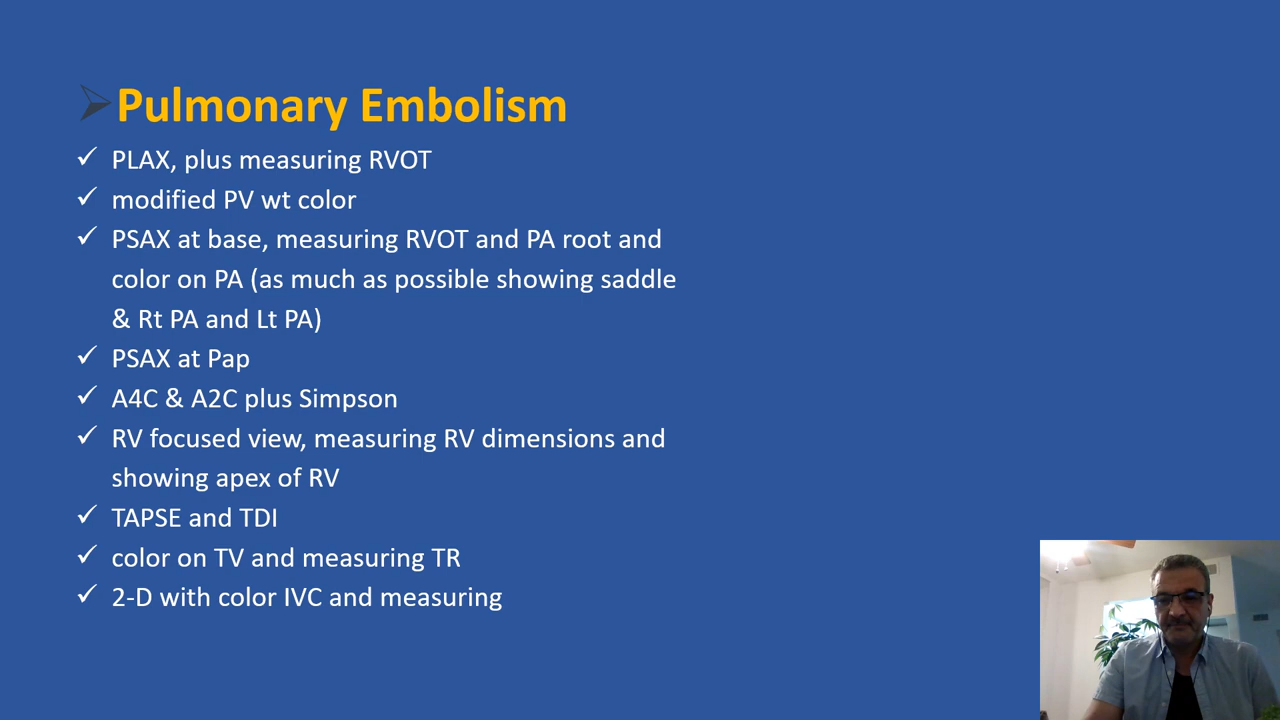 Pulmonary Embolism
PLAX, plus measuring RVOT
modified PV wt color
PSAX at base, measuring RVOT and PA root and
color on PA (as much as possible showing saddle
& Rt PA and Lt PA)
PSAX at Pap
A4C & A2C plus Simpson
RV focused view, measuring RV dimensions and
showing apex of RV
TAPSE and TDI
color on TV and measuring TR
2-D with color IVC and measuring